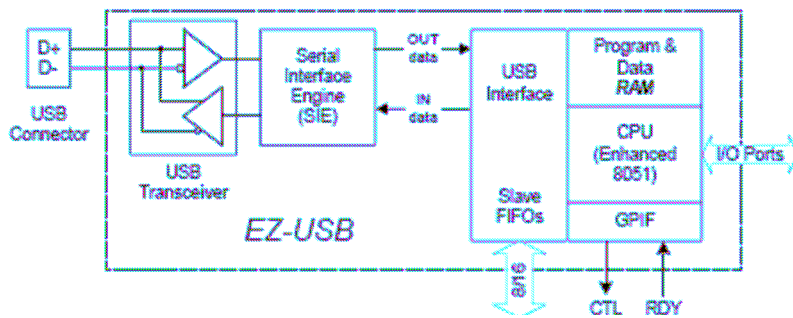 D+
D-
USB
Connector
USB
Transceiver
Serial
Interface
Engine
(SIE)
OUT
data
IN
data
USB
Interface
Slave
FIFOs
Program &
Data
RAM
CPU
(Enhanced
8051)
GPIF
I/O Ports
EZ-USB
8/16
CTL
RDY